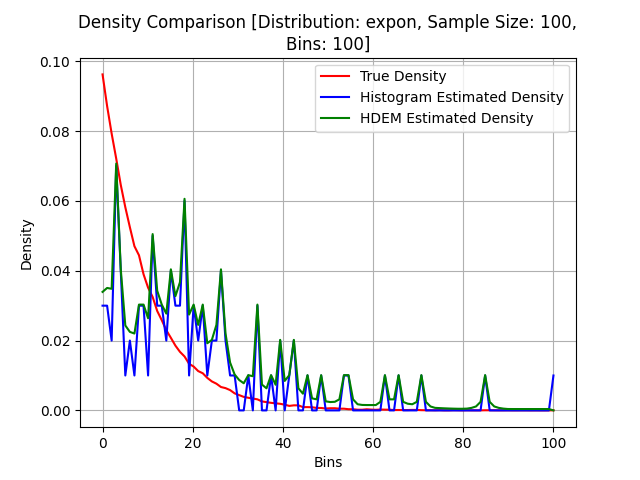 Density Comparison [Distribution: expon, Sample Size: 100,
Bins: 100]
True Density
Histogram Estimated Density
HDEM Estimated Density
Density
0.10
0.08
0.06
0.04
0.02
0.00
0 20 40 60 80 100
Bins